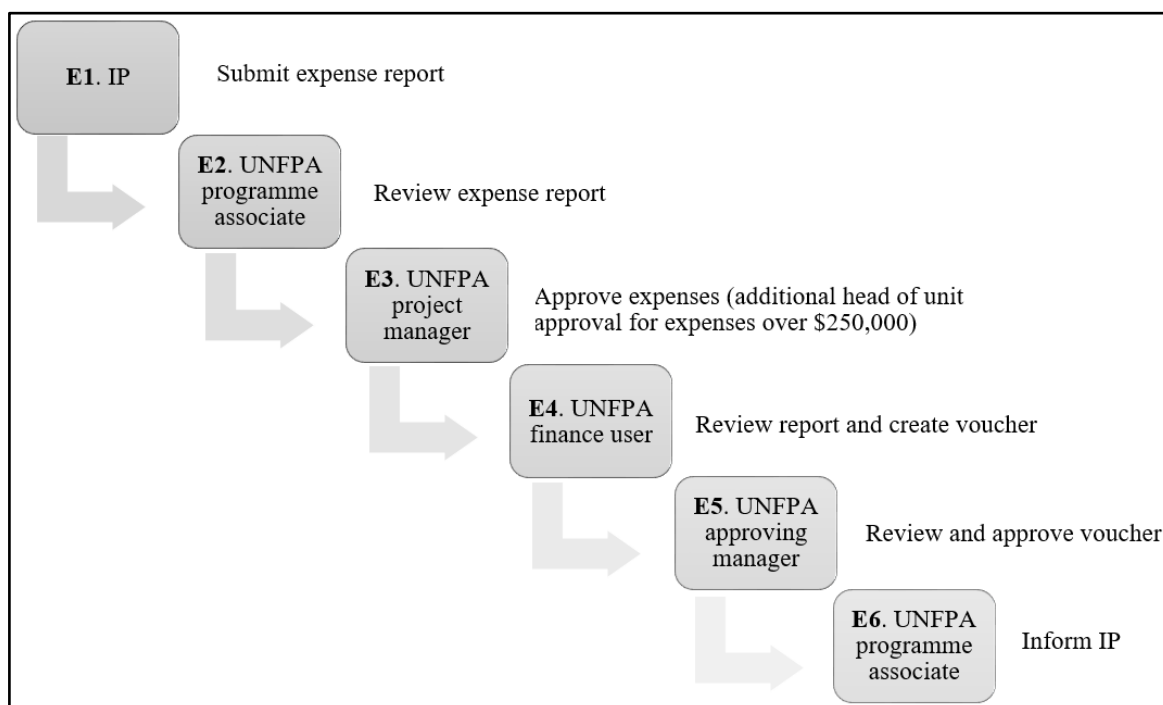 E1. IP
Submit expense report
E2. UNFPA
programme
associate
Review expense report
E3. UNFPA
project
manager
Approve expenses (additional head of unit
approval for expenses over $250,000)
E4. UNFPA
finance user
Review report and create voucher
E5. UNFPA
approving
manager
Review and approve voucher
E6. UNFPA
programme
associate
Inform IP